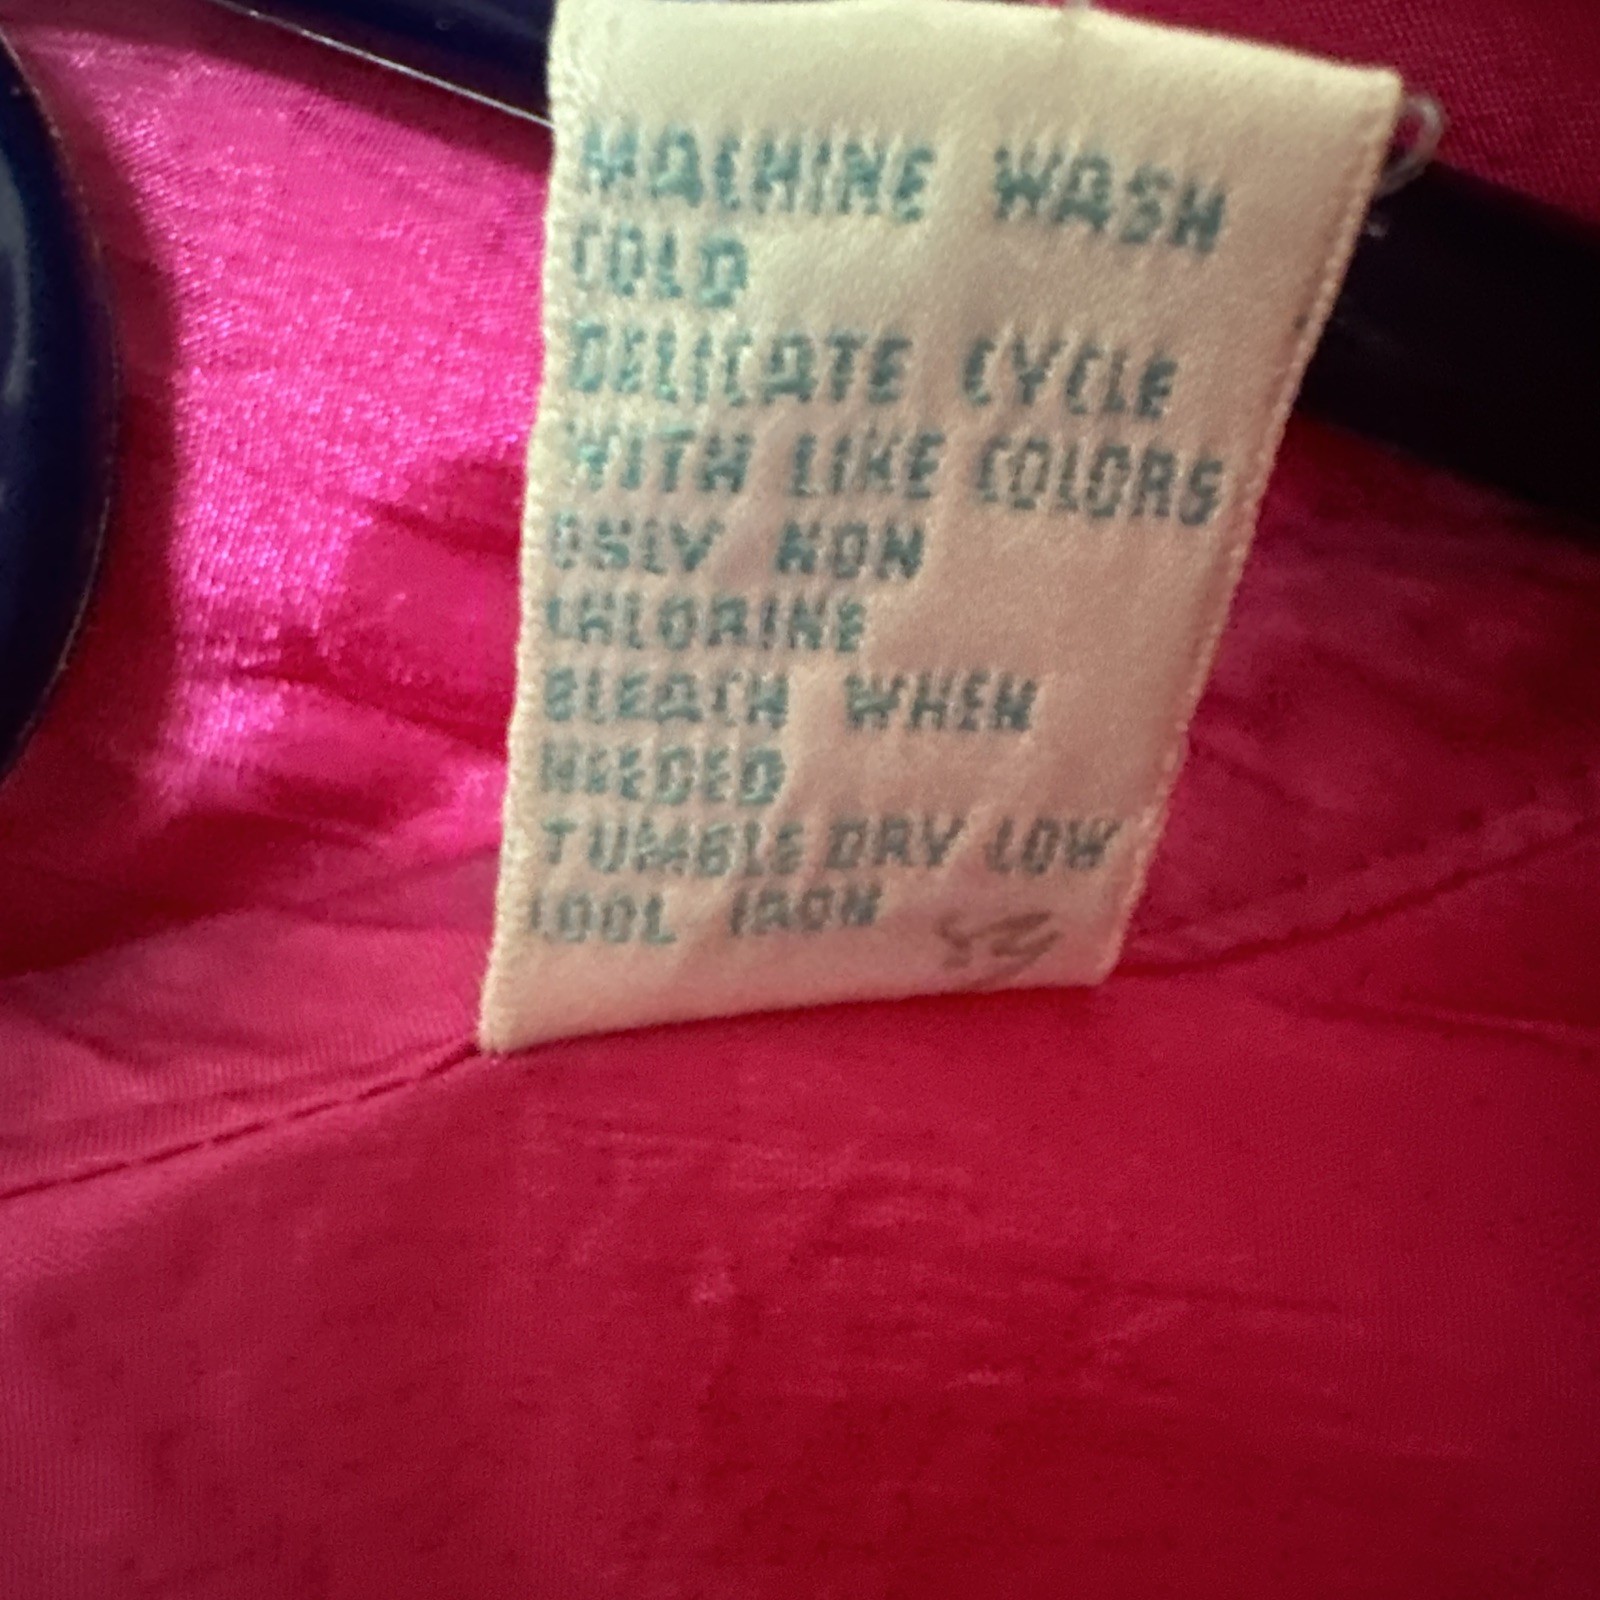 MACHINE WASH
COLD
DELICATE CYCLE
WITH LIKE COLORS
ONLY NON
CHLORINE
BLEACH WHEN
NEEDED
TUMBLE DRY LOW
COOL IRON